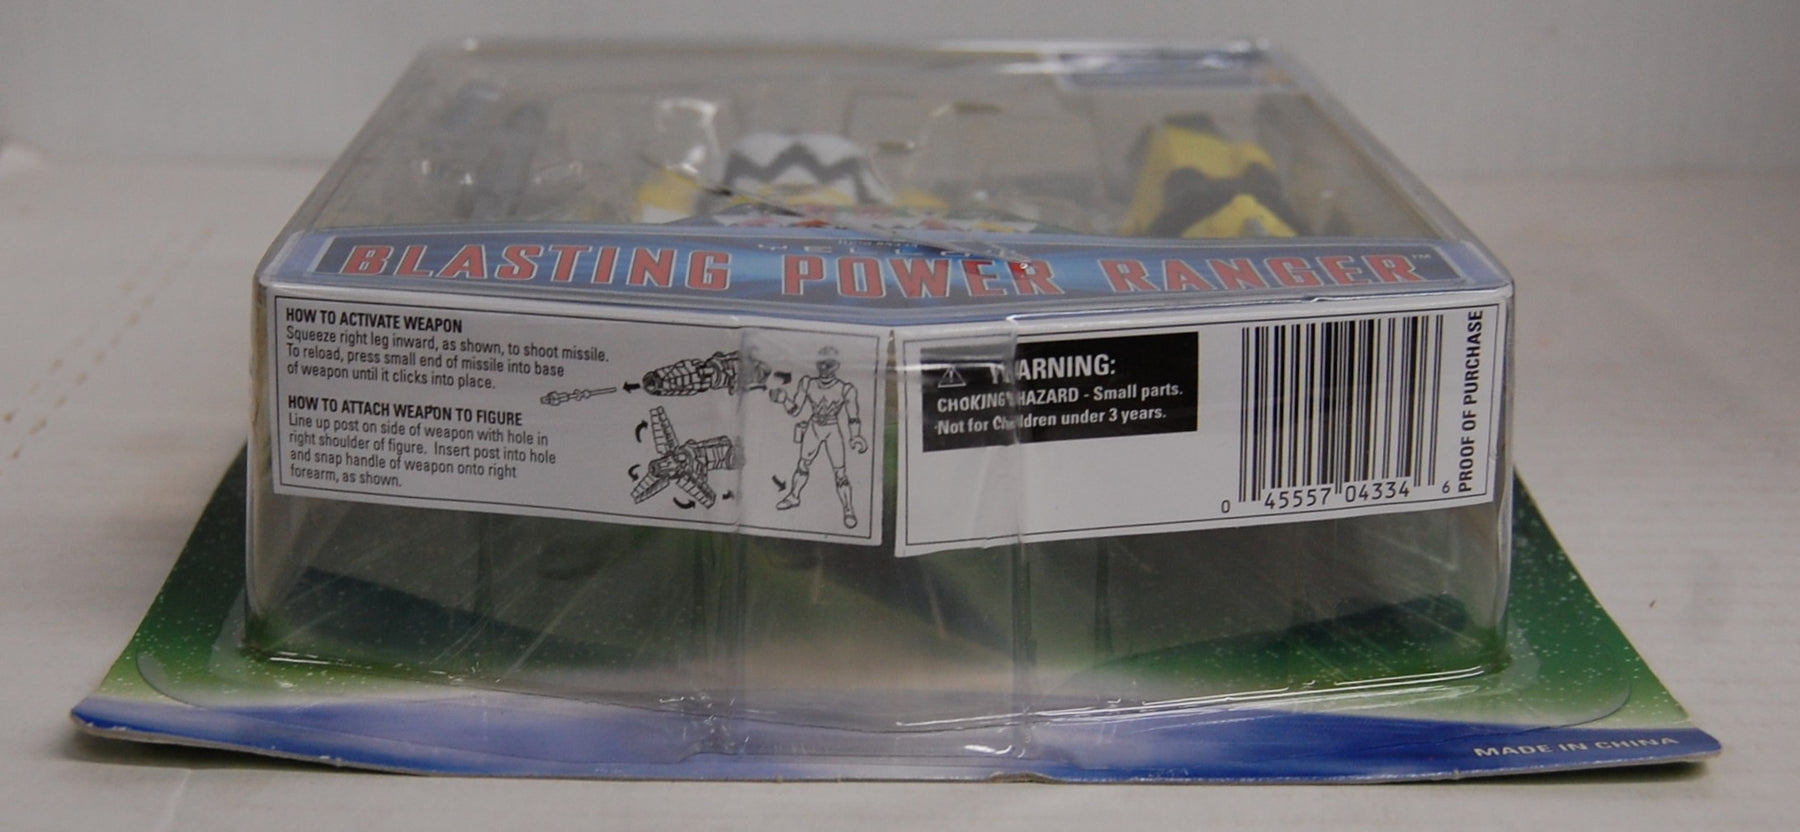 YELLOW
BLASTING POWER RANGER™
HOW TO ACTIVATE WEAPON
Squeeze right leg inward, as shown, to shoot missile.
To reload, press small end of missile into base
of weapon until it clicks into place.
HOW TO ATTACH WEAPON TO FIGURE
Line up post on side of weapon with hole in
right shoulder of figure. Insert post into hole
and snap handle of weapon onto right
forearm, as shown.
WARNING:
CHOKING HAZARD - Small parts.
Not for Children under 3 years.
0 45557 04334 6
PROOF OF PURCHASE
MADE IN CHINA